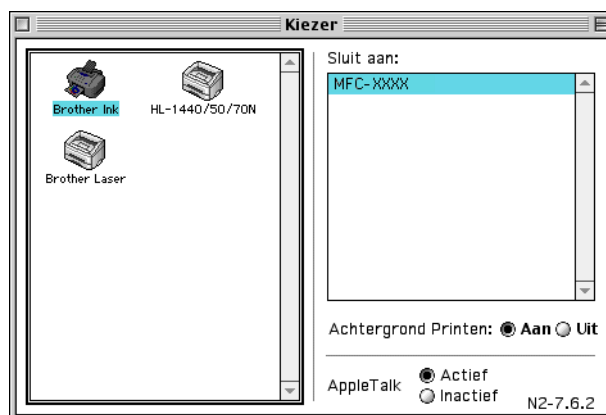 Kiezer
Brother Ink
HL-1440/50/70N
Brother Laser
Sluit aan:
MFC-XXXX
Achtergrond Printen: Aan Uit
AppleTalk
Actief
Inactief
N2-7.6.2